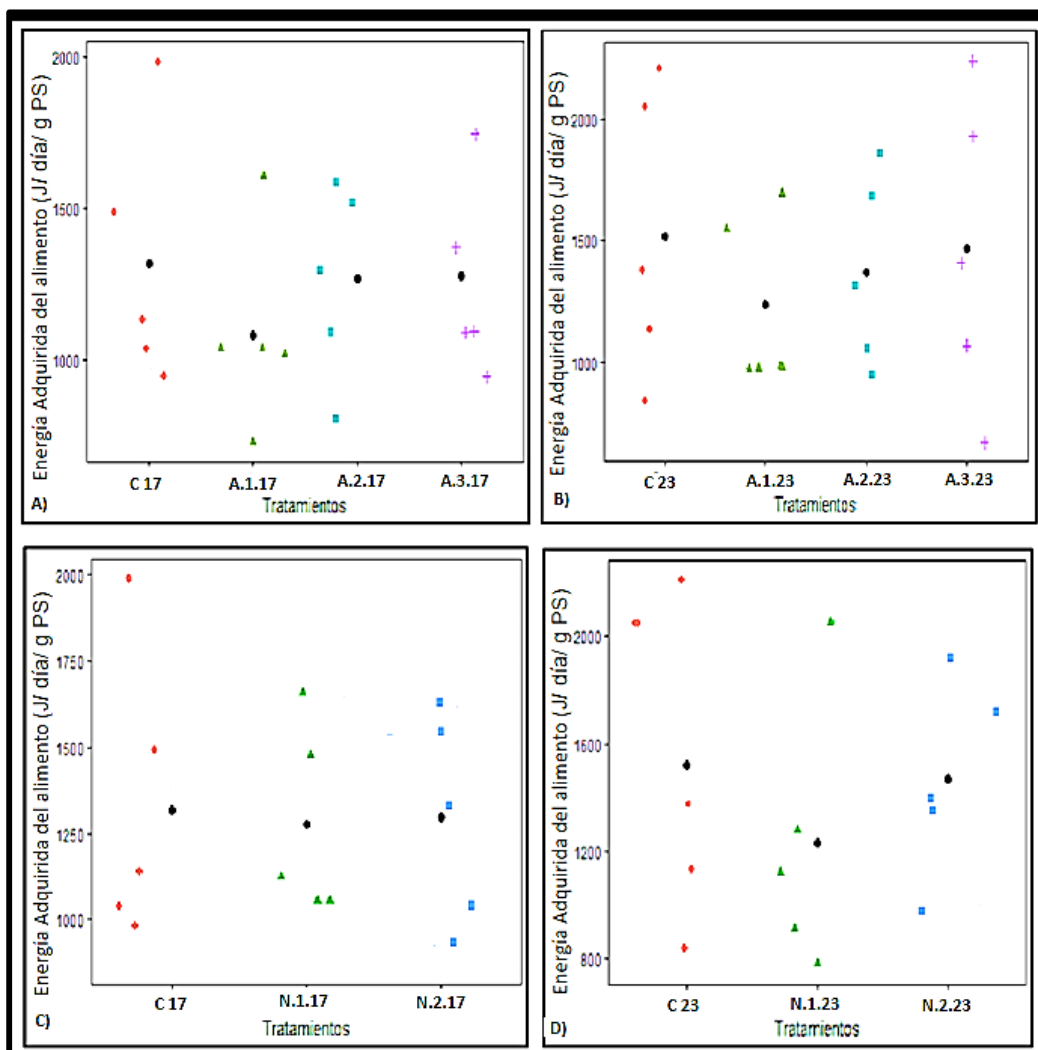 Energía Adquirida del alimento (J/ día/ g PS)
2000
1500
1000
C 17 A.1.17 A.2.17 A.3.17
A) Tratamientos
Energía Adquirida del alimento (J/ día/ g PS)
2000
1500
1000
C 23 A.1.23 A.2.23 A.3.23
B) Tratamientos
Energía Adquirida del alimento (J/ día/ g PS)
2000
1750
1500
1250
1000
C 17 N.1.17 N.2.17
C) Tratamientos
Energía Adquirida del alimento (J/ día/ g PS)
2000
1600
1200
800
C 23 N.1.23 N.2.23
D) Tratamientos